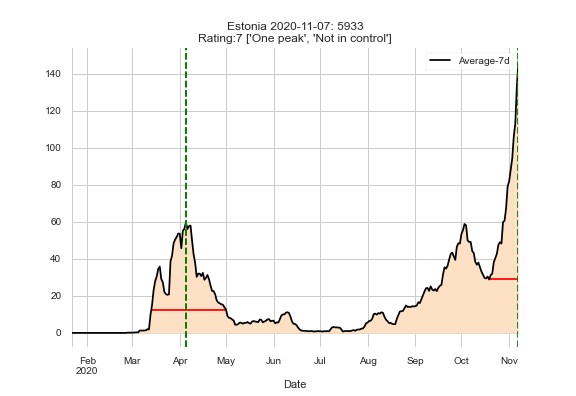 Estonia 2020-11-07: 5933
Rating:7 ['One peak', 'Not in control']
Average-7d
140
120
100
80
60
40
20
0
Feb Mar Apr May Jun Jul Aug Sep Oct Nov
2020
Date